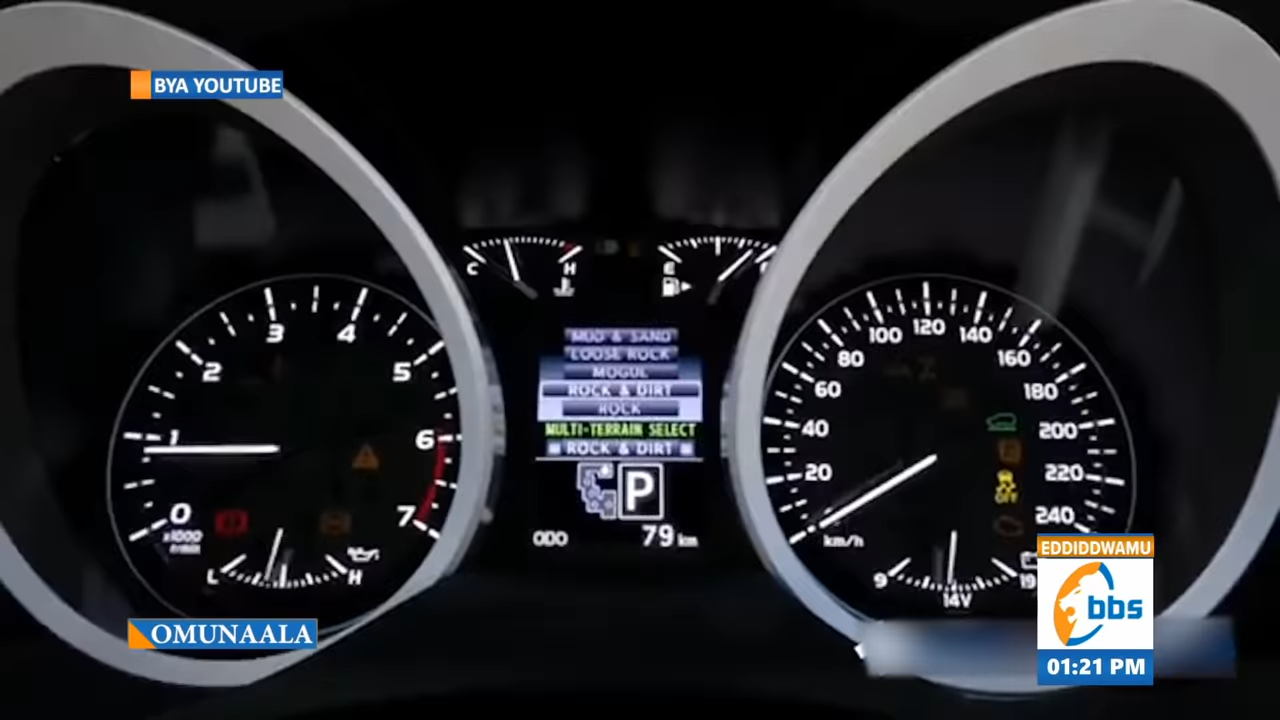 BYA YOUTUBE
C
H
E
MUD & SAND
LOOSE ROCK
MOGUL
ROCK & DIRT
ROCK
MULTI-TERRAIN SELECT
ROCK & DIRT
P
ODO 79 km
0
1
2
3
4
5
6
7
x1000
r/min
L
H
20
40
60
80
100
120
140
160
180
200
220
240
km/h
OFF
9
14V
19
OMUNAALA
EDDIDDWAMU
bbs
01:21 PM